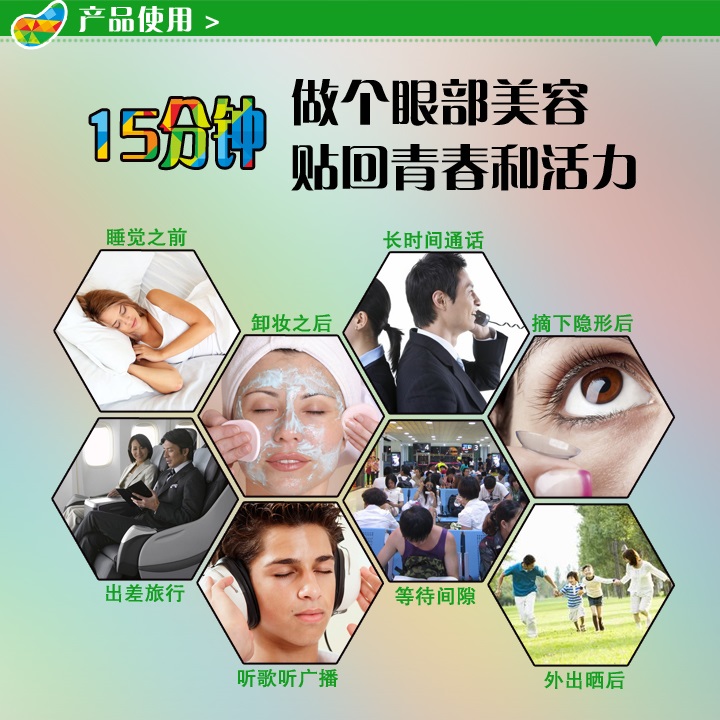 产品使用 >
15分钟
做个眼部美容
贴回青春和活力
睡觉之前
长时间通话
卸妆之后
摘下隐形后
出差旅行
等待间隙
听歌听广播
外出晒后